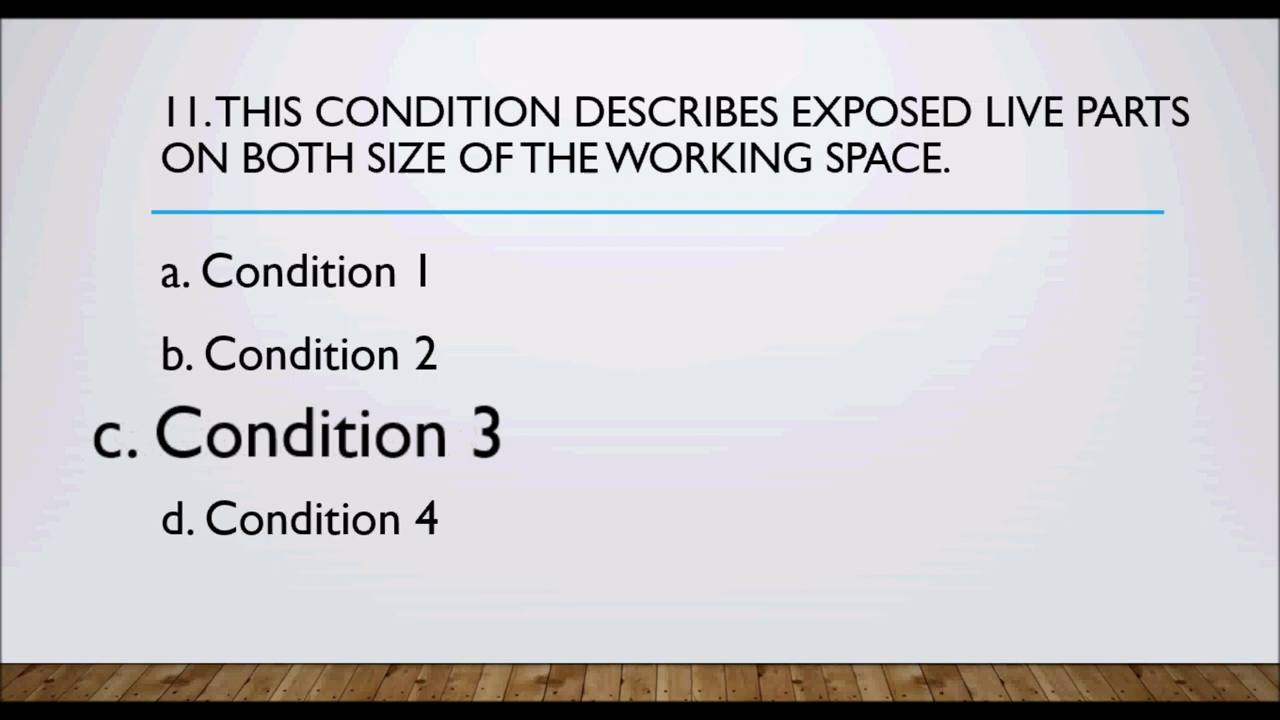 11. THIS CONDITION DESCRIBES EXPOSED LIVE PARTS
ON BOTH SIZE OF THE WORKING SPACE.
a. Condition 1
b. Condition 2
c. Condition 3
d. Condition 4